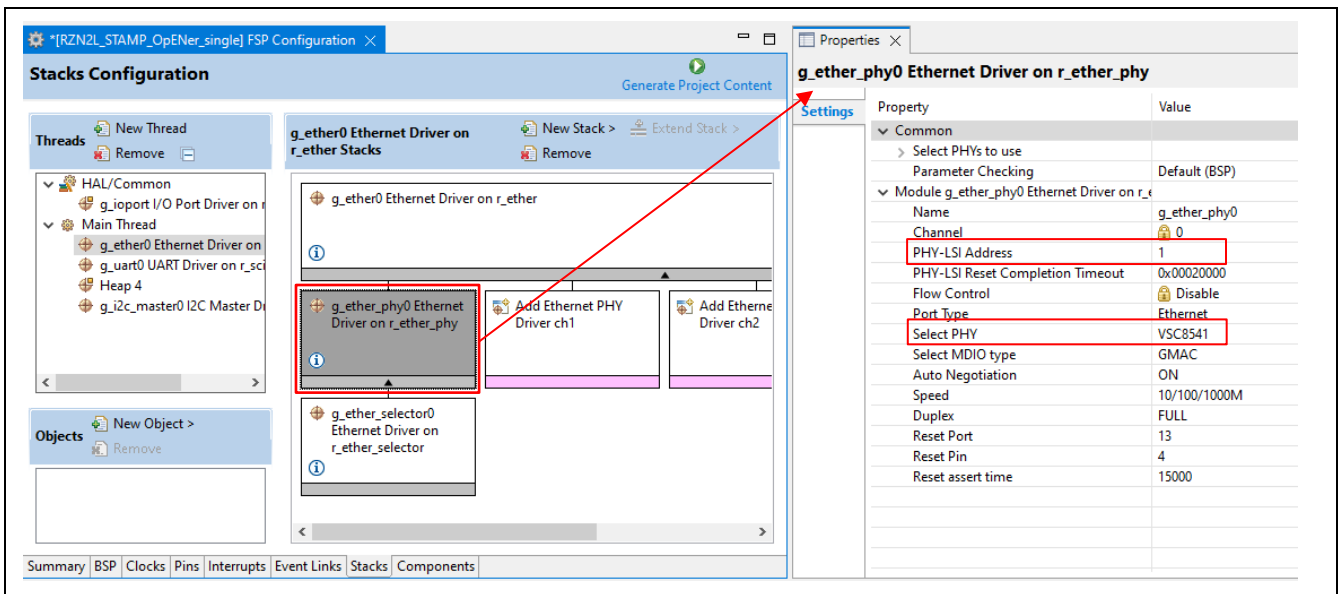 *[RZN2L_STAMP_OpENer_single] FSP Configuration
Stacks Configuration
Generate Project Content
Threads
New Thread
Remove
HAL/Common
g_ioport I/O Port Driver on r
Main Thread
g_ether0 Ethernet Driver on
g_uart0 UART Driver on r_sci
Heap 4
g_i2c_master0 I2C Master Dr
Objects
New Object >
Remove
g_ether0 Ethernet Driver on
r_ether Stacks
New Stack >
Extend Stack >
Remove
g_ether0 Ethernet Driver on r_ether
g_ether_phy0 Ethernet
Driver on r_ether_phy
Add Ethernet PHY
Driver ch1
Add Etherne
Driver ch2
g_ether_selector0
Ethernet Driver on
r_ether_selector
Summary BSP Clocks Pins Interrupts Event Links Stacks Components
Properties
g_ether_phy0 Ethernet Driver on r_ether_phy
Settings
Property Value
Common
Select PHYs to use
Parameter Checking Default (BSP)
Module g_ether_phy0 Ethernet Driver on r_e
Name g_ether_phy0
Channel 0
PHY-LSI Address 1
PHY-LSI Reset Completion Timeout 0x00020000
Flow Control Disable
Port Type Ethernet
Select PHY VSC8541
Select MDIO type GMAC
Auto Negotiation ON
Speed 10/100/1000M
Duplex FULL
Reset Port 13
Reset Pin 4
Reset assert time 15000